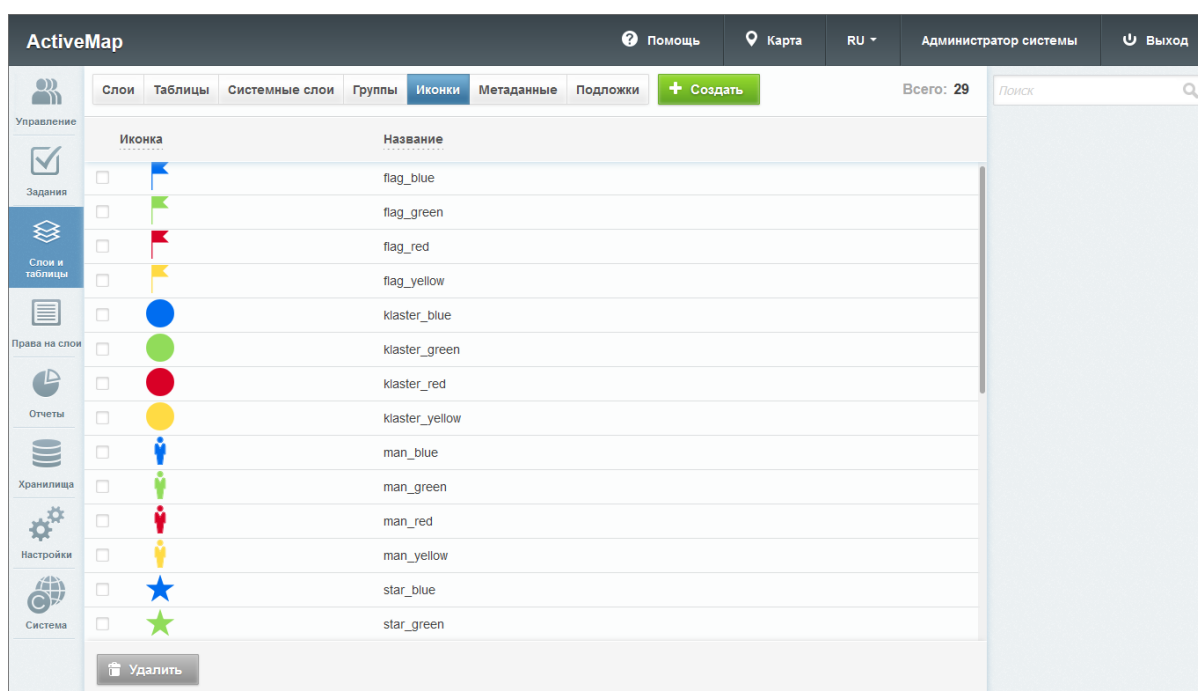 ActiveMap
Помощь
Карта
RU
Администратор системы
Выход
Управление
Задания
Слои и
таблицы
Права на слои
Отчеты
Хранилища
Настройки
Система
Слои
Таблицы
Системные слои
Группы
Иконки
Метаданные
Подложки
Создать
Всего: 29
Поиск
Иконка
Название
flag_blue
flag_green
flag_red
flag_yellow
klaster_blue
klaster_green
klaster_red
klaster_yellow
man_blue
man_green
man_red
man_yellow
star_blue
star_green
Удалить